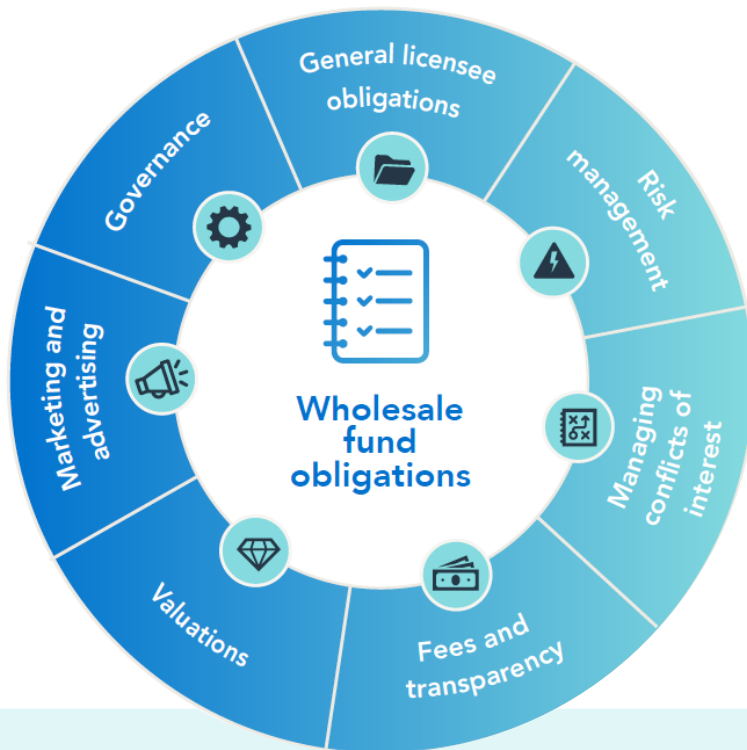 General licensee
obligations
Risk
management
Managing
conflicts of
interest
Fees and
transparency
Valuations
Marketing and
advertising
Governance
Wholesale
fund
obligations